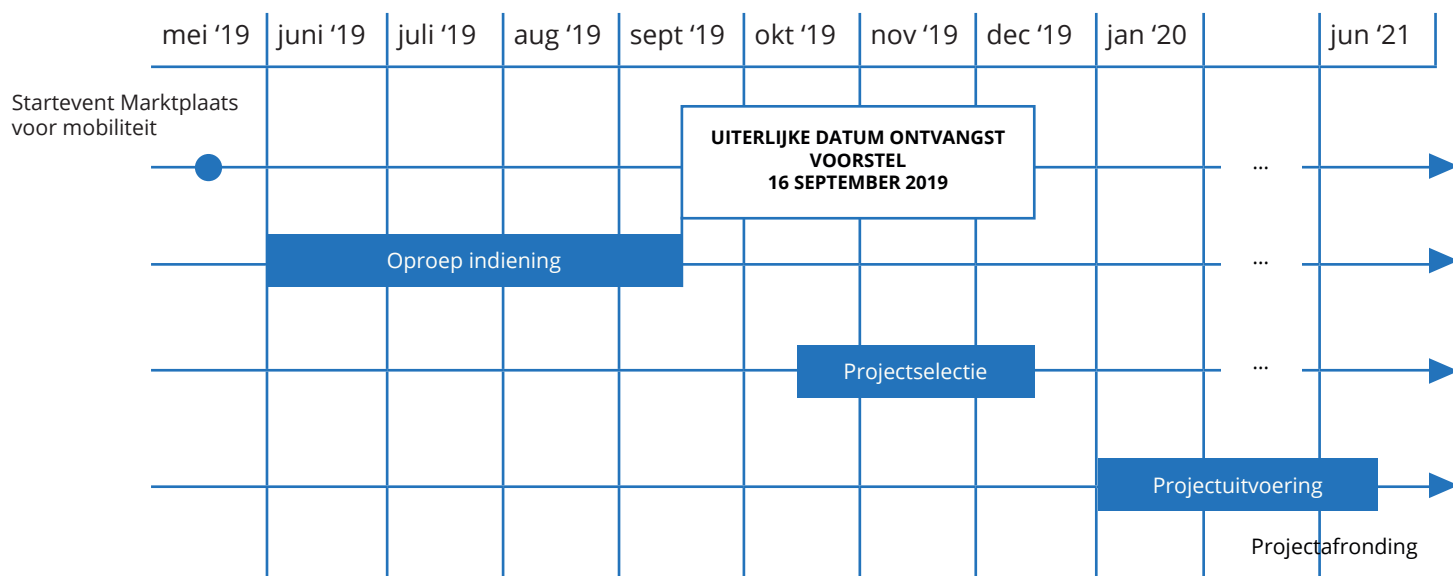 mei ‘19 juni ‘19 juli ‘19 aug ‘19 sept ‘19 okt ‘19 nov ‘19 dec ‘19 jan ‘20 jun ‘21
Startevent Marktplaats
voor mobiliteit
UITERLIJKE DATUM ONTVANGST
VOORSTEL
16 SEPTEMBER 2019
...
Oproep indiening
...
Projectselectie
...
Projectuitvoering
Projectafronding